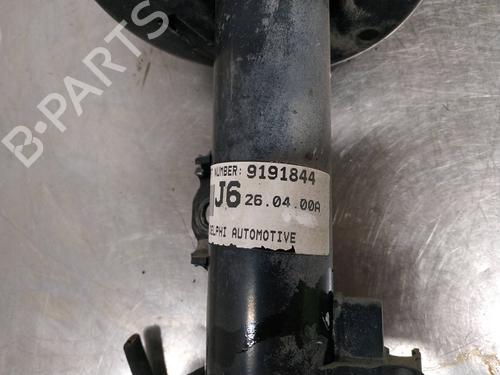 B-PARTS
NUMBER: 9191844
J6 26.04.00A
DELPHI AUTOMOTIVE